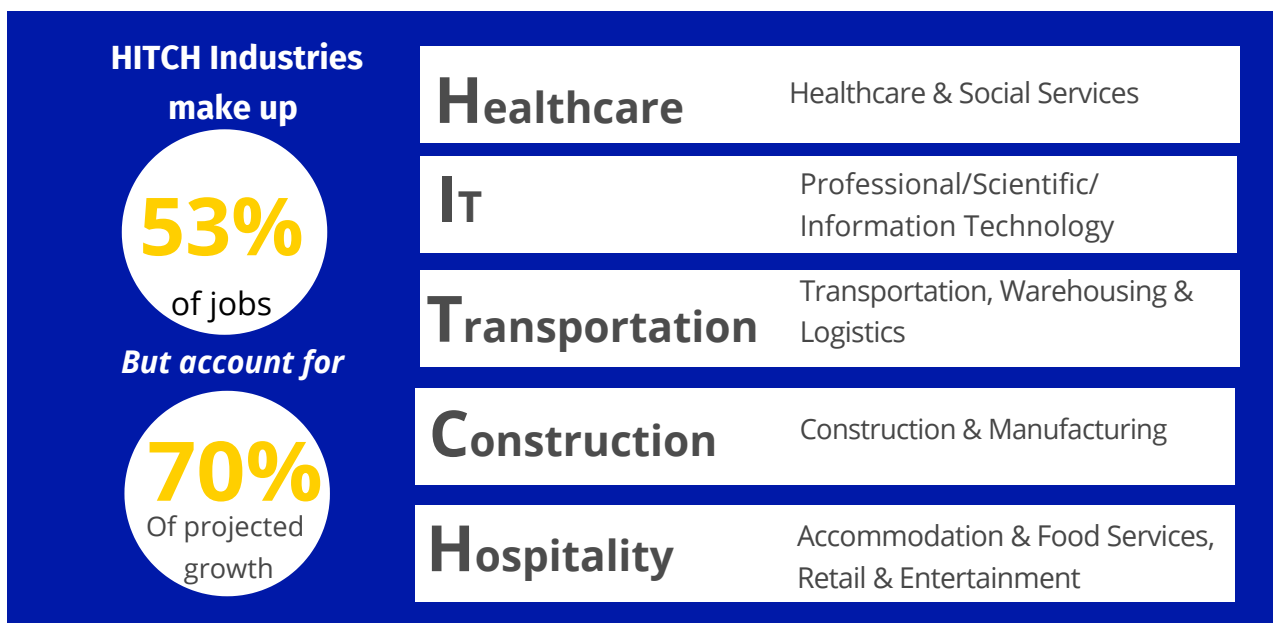 HITCH Industries
make up
53%
of jobs
But account for
70%
Of projected
growth
Healthcare
Healthcare & Social Services
IT
Professional/Scientific/
Information Technology
Transportation
Transportation, Warehousing &
Logistics
Construction
Construction & Manufacturing
Hospitality
Accommodation & Food Services,
Retail & Entertainment